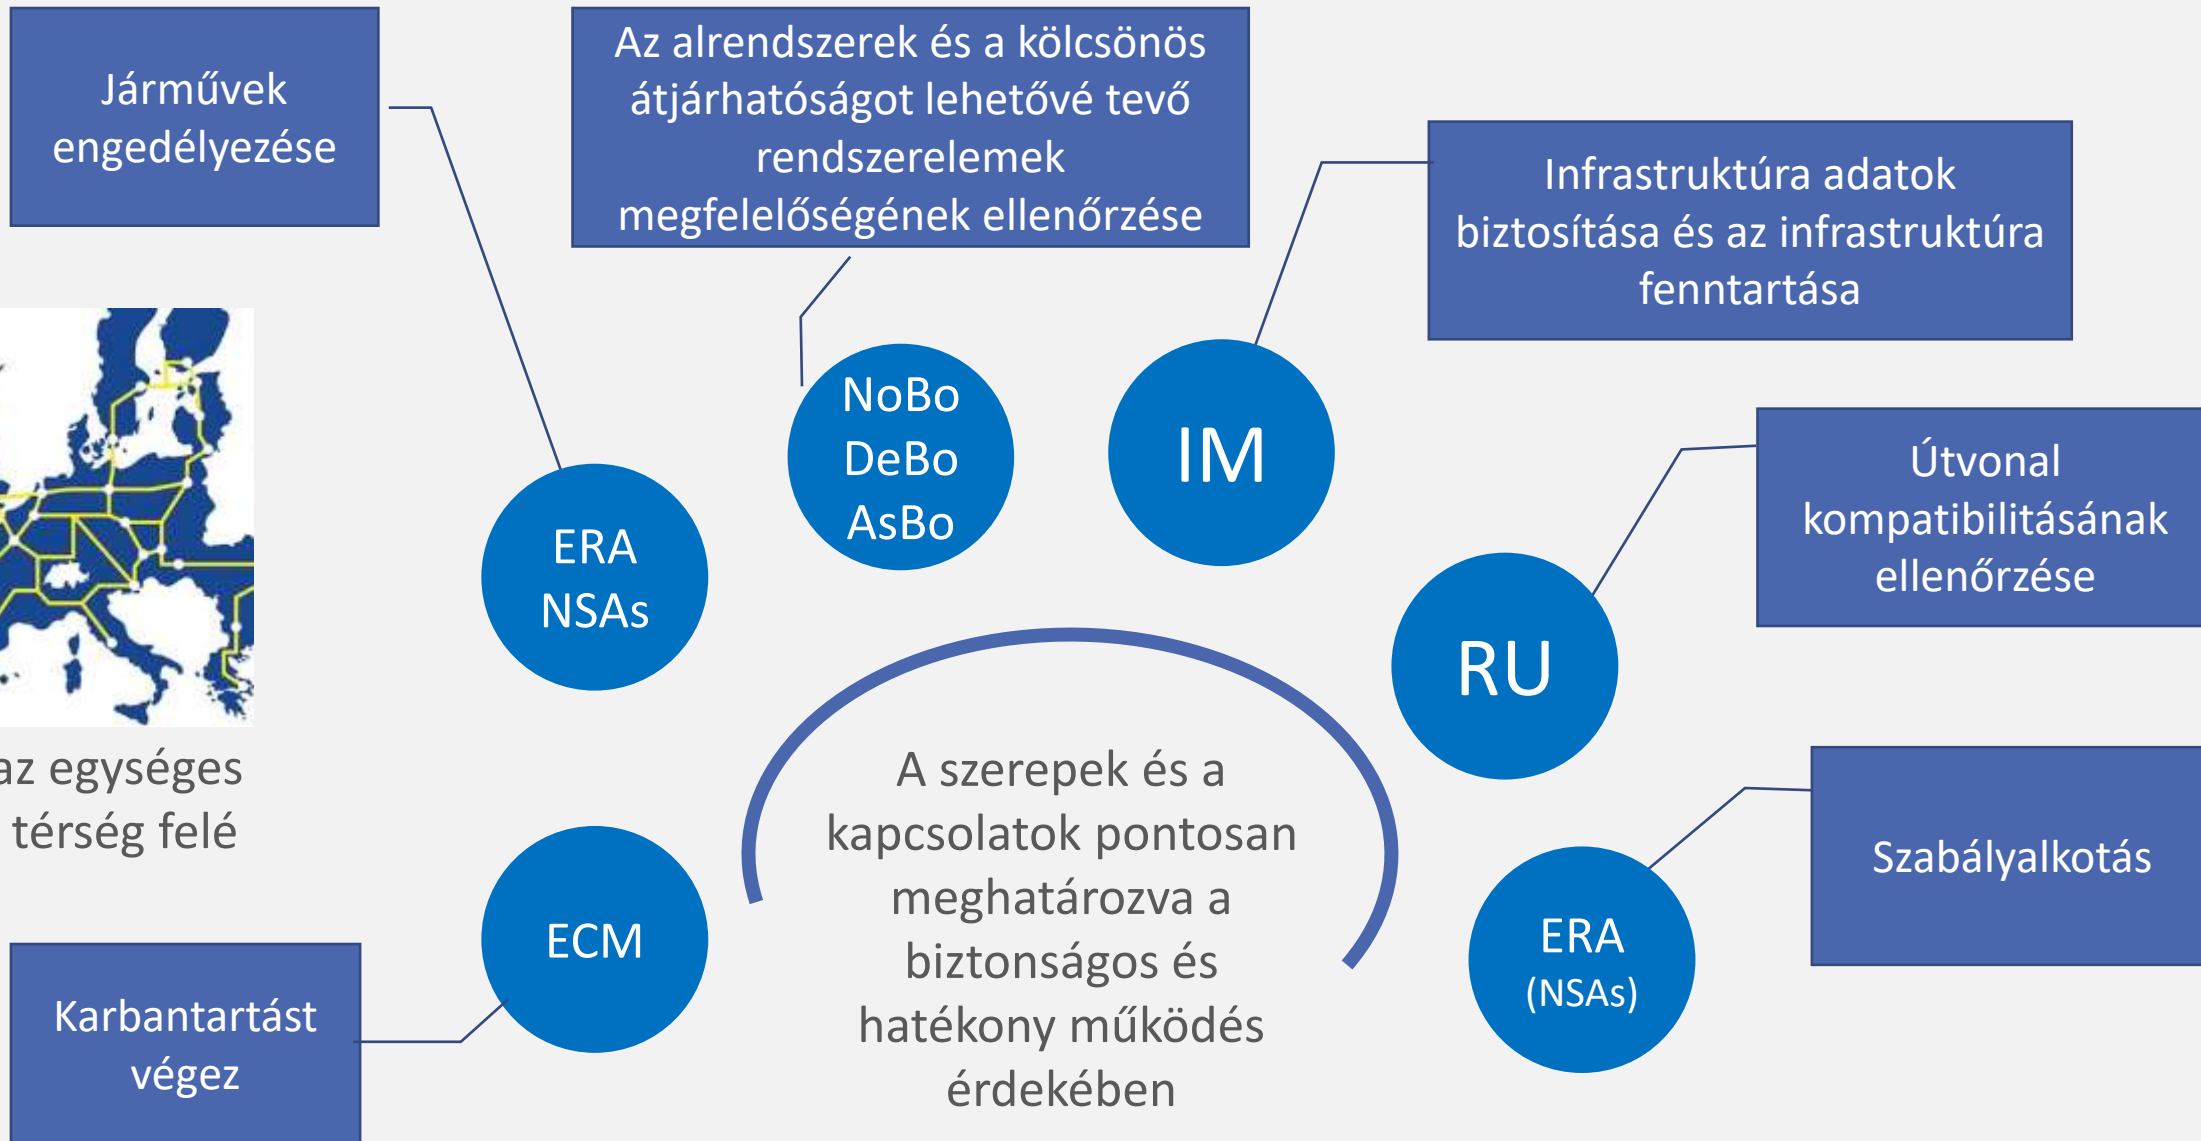 Járművek
engedélyezése
Az alrendszerek és a kölcsönös
átjárhatóságot lehetővé tevő
rendszerelemek
megfelelőségének ellenőrzése
Infrastruktúra adatok
biztosítása és az infrastruktúra
fenntartása
NoBo
DeBo
AsBo
IM
Útvonal
kompatibilitásának
ellenőrzése
ERA
NSAs
RU
az egységes
térség felé
A szerepek és a
kapcsolatok pontosan
meghatározva a
biztonságos és
hatékony működés
érdekében
Szabályalkotás
ECM
ERA
(NSAs)
Karbantartást
végez